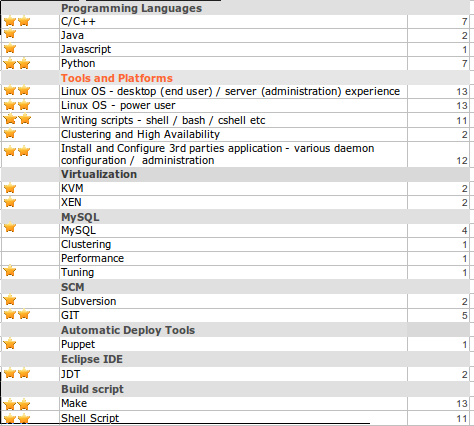 Programming Languages
C/C++ 7
Java 2
Javascript 1
Python 7
Tools and Platforms
Linux OS - desktop (end user) / server (administration) experience 13
Linux OS - power user 13
Writing scripts - shell / bash / cshell etc 11
Clustering and High Availability 2
Install and Configure 3rd parties application - various daemon
configuration / administration 12
Virtualization
KVM 2
XEN 2
MySQL
MySQL 4
Clustering 1
Performance 1
Tuning 1
SCM
Subversion 2
GIT 5
Automatic Deploy Tools
Puppet 1
Eclipse IDE
JDT 2
Build script
Make 13
Shell Script 11